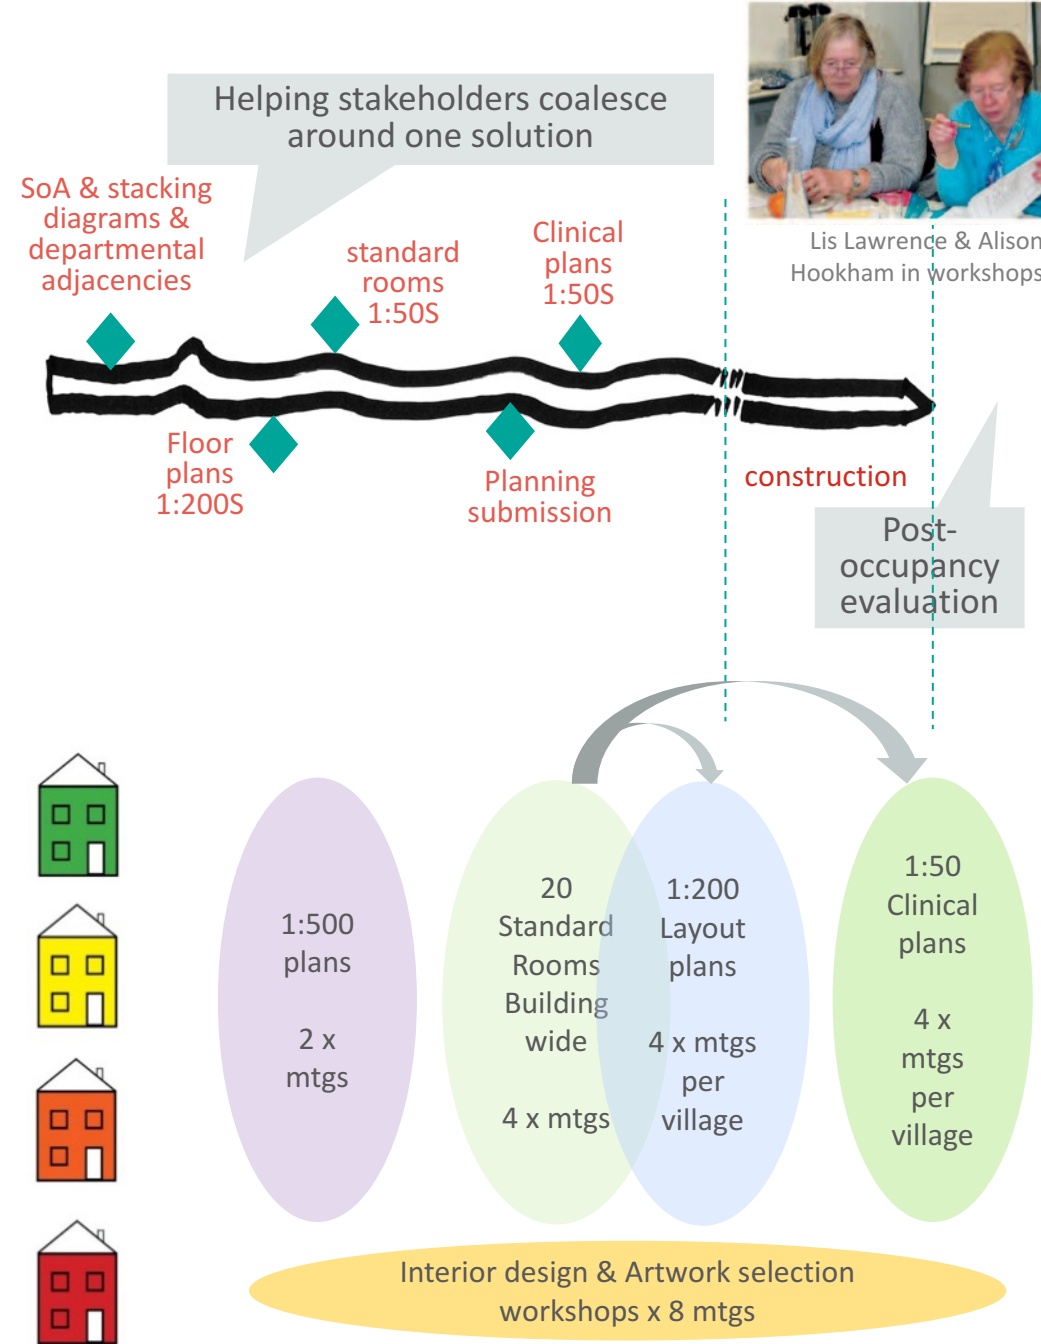 Helping stakeholders coalesce
around one solution
SoA & stacking
diagrams &
departmental
adjacencies
standard
rooms
1:50S
Clinical
plans
1:50S
Lis Lawrence & Alison
Hookham in workshops
Floor
plans
1:200S
Planning
submission
construction
Post-
occupancy
evaluation
1:500
plans
2 x
mtgs
20
Standard
Rooms
Building
wide
4 x mtgs
1:200
Layout
plans
4 x mtgs
per
village
1:50
Clinical
plans
4 x
mtgs
per
village
Interior design & Artwork selection
workshops x 8 mtgs